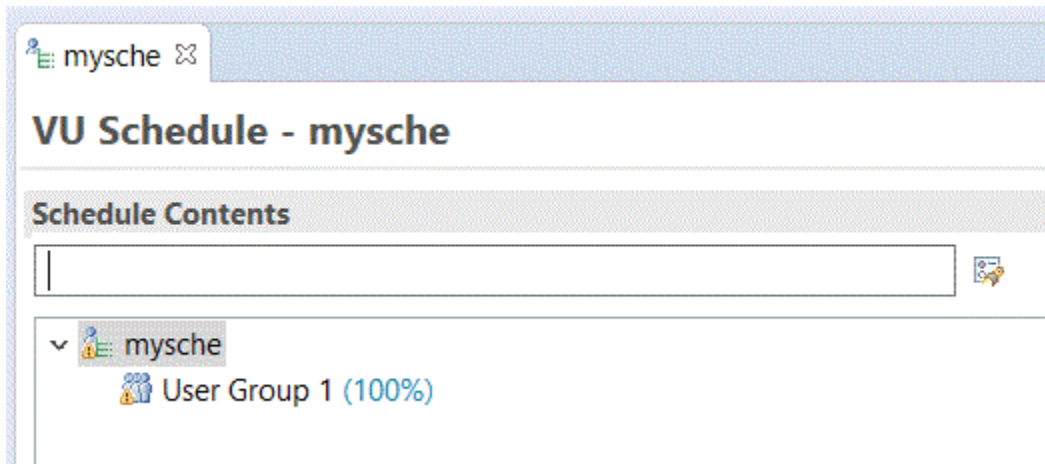 mysche
VU Schedule - mysche
Schedule Contents
mysche
User Group 1 (100%)